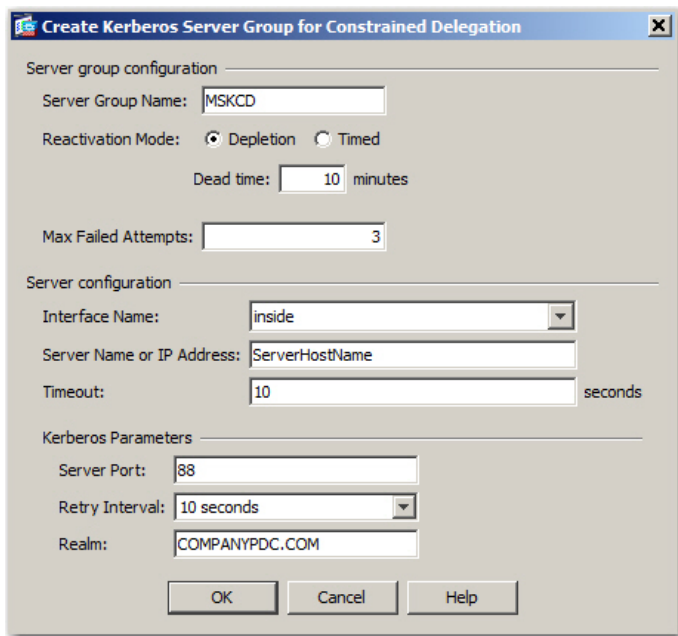 Create Kerberos Server Group for Constrained Delegation
Server group configuration
Server Group Name: MSKCD
Reactivation Mode: Depletion Timed
Dead time: 10 minutes
Max Failed Attempts: 3
Server configuration
Interface Name: inside
Server Name or IP Address: ServerHostName
Timeout: 10 seconds
Kerberos Parameters
Server Port: 88
Retry Interval: 10 seconds
Realm: COMPANYPDC.COM
OK Cancel Help